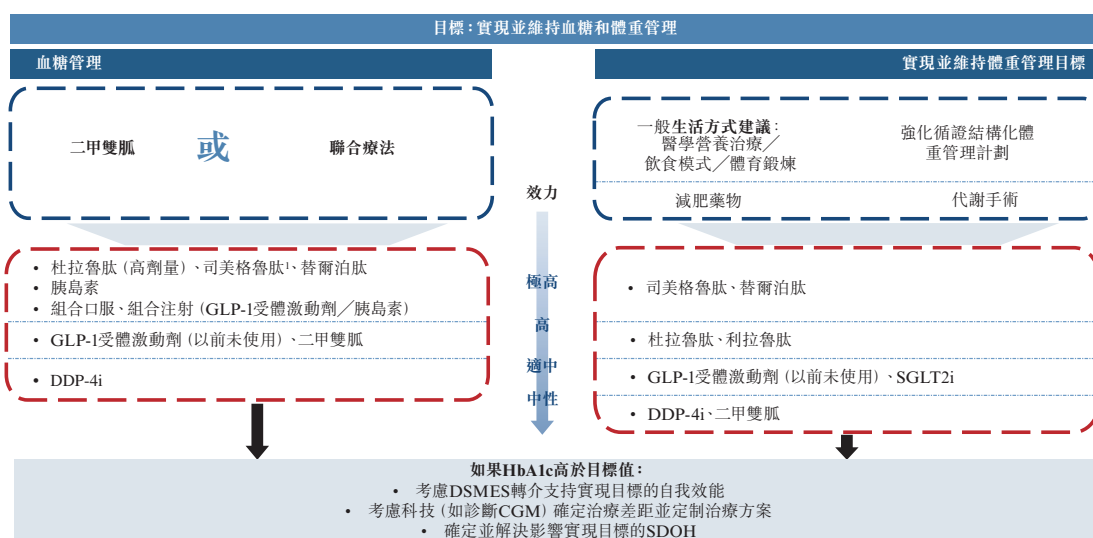 目標：實現並維持血糖和體重管理
血糖管理
二甲雙胍
或
聯合療法
• 杜拉魯肽（高劑量）、司美格魯肽¹、替爾泊肽
• 胰島素
• 組合口服、組合注射（GLP-1受體激動劑／胰島素）
• GLP-1受體激動劑（以前未使用）、二甲雙胍
• DDP-4i
效力
極高
高
適中
中性
實現並維持體重管理目標
一般生活方式建議：
醫學營養治療／
飲食模式／體育鍛煉
強化循證結構化體
重管理計劃
減肥藥物
代謝手術
• 司美格魯肽、替爾泊肽
• 杜拉魯肽、利拉魯肽
• GLP-1受體激動劑（以前未使用）、SGLT2i
• DDP-4i、二甲雙胍
如果HbA1c高於目標值：
• 考慮DSMES轉介支持實現目標的自我效能
• 考慮科技（如診斷CGM）確定治療差距並定制治療方案
• 確定並解決影響實現目標的SDOH